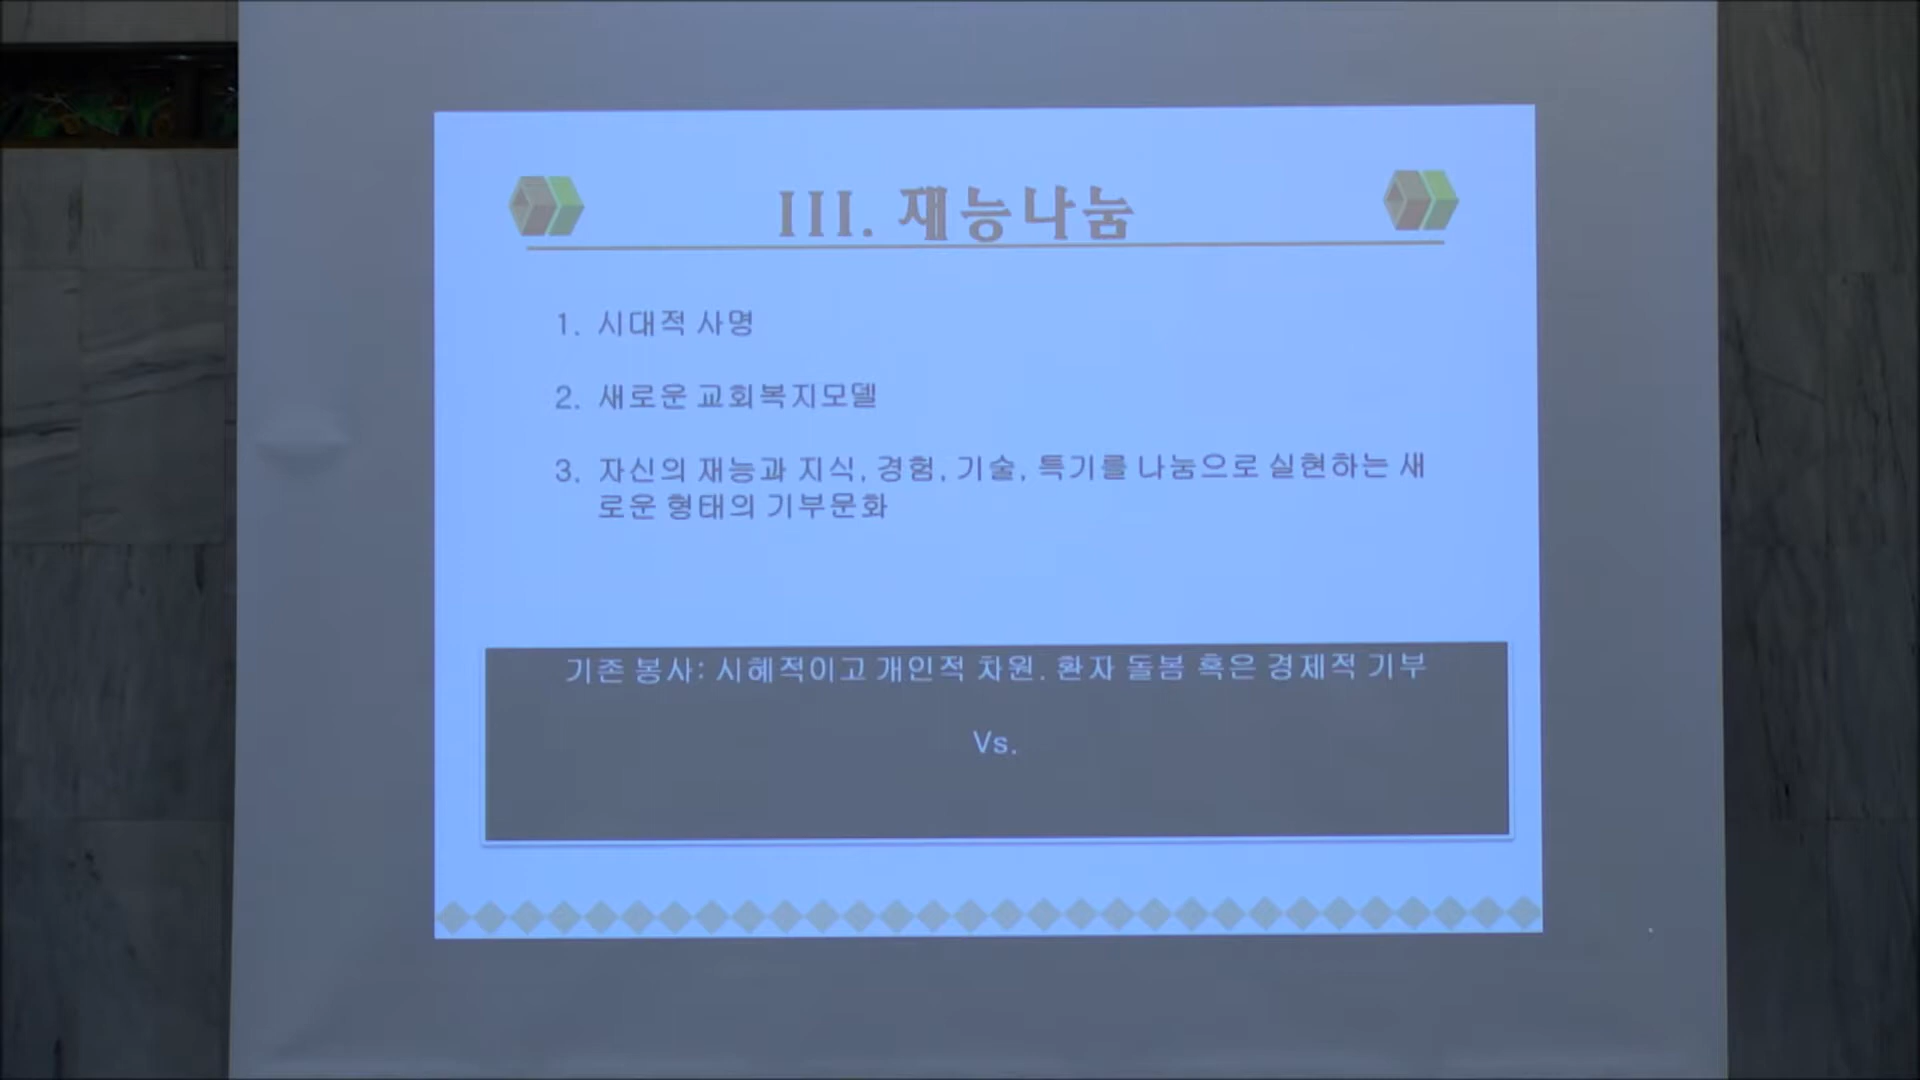 III. 재능나눔
1. 시대적 사명
2. 새로운 교회복지모델
3. 자신의 재능과 지식, 경험, 기술, 특기를 나눔으로 실현하는 새
로운 형태의 기부문화
기존 봉사: 시혜적이고 개인적 차원. 환자 돌봄 혹은 경제적 기부
Vs.